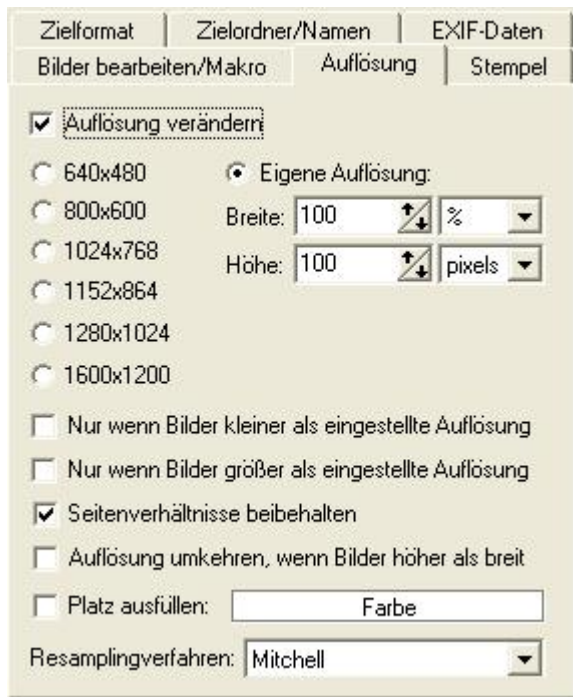 Zielformat Zielordner/Namen EXIF-Daten
Bilder bearbeiten/Makro Auflösung Stempel
Auflösung verändern
640x480 Eigene Auflösung:
800x600 Breite: 100 %
1024x768 Höhe: 100 pixels
1152x864
1280x1024
1600x1200
Nur wenn Bilder kleiner als eingestellte Auflösung
Nur wenn Bilder größer als eingestellte Auflösung
Seitenverhältnisse beibehalten
Auflösung umkehren, wenn Bilder höher als breit
Platz ausfüllen: Farbe
Resamplingverfahren: Mitchell